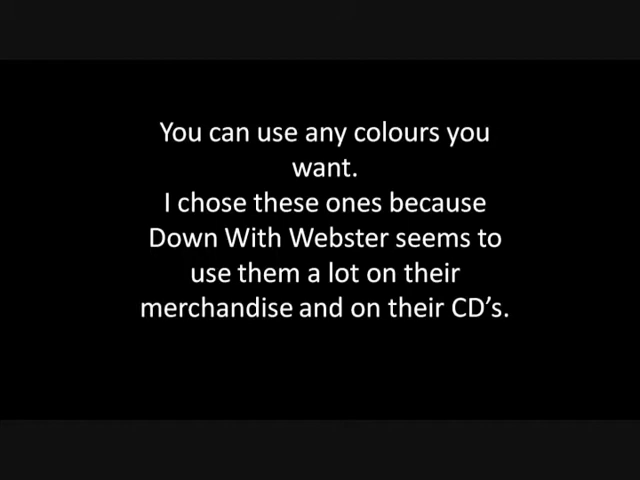 You can use any colours you
want.
I chose these ones because
Down With Webster seems to
use them a lot on their
merchandise and on their CD’s.